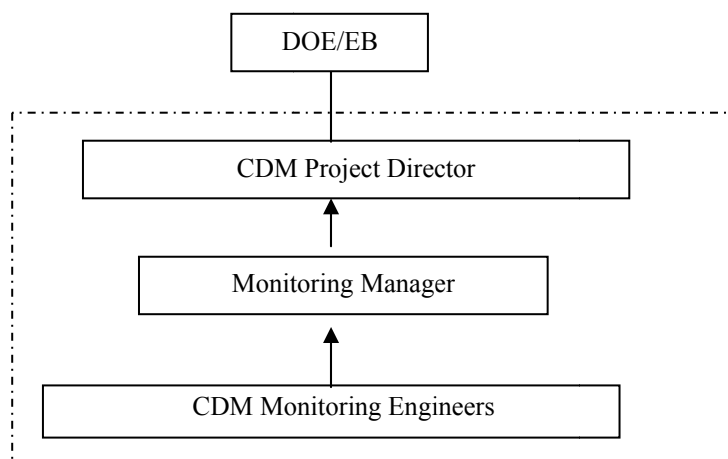 DOE/EB
CDM Project Director
Monitoring Manager
CDM Monitoring Engineers